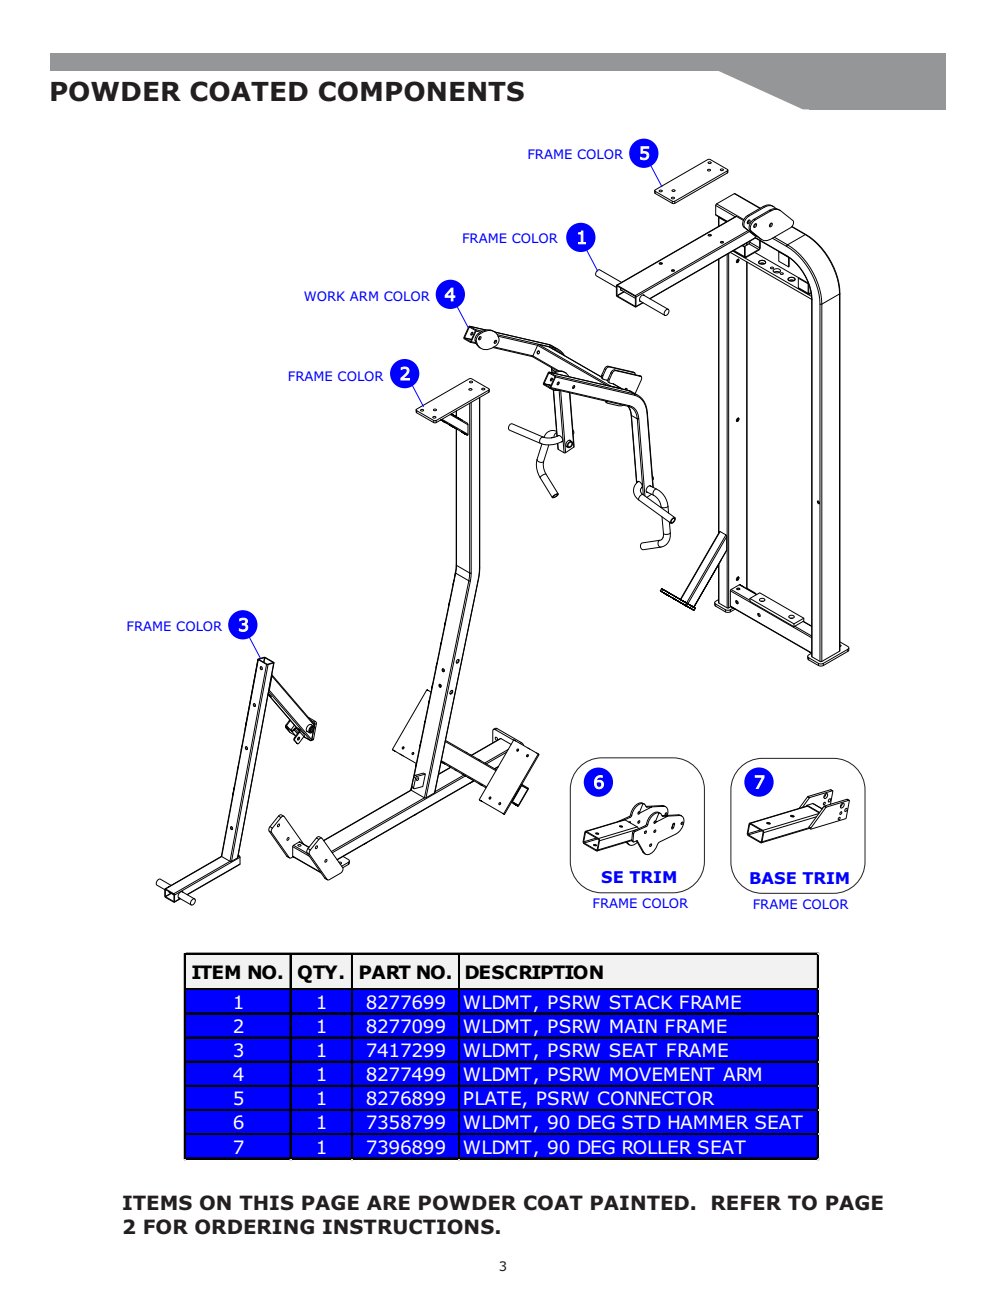 POWDER COATED COMPONENTS
FRAME COLOR 5
FRAME COLOR 1
WORK ARM COLOR 4
FRAME COLOR 2
FRAME COLOR 3
6
SE TRIM
FRAME COLOR
7
BASE TRIM
FRAME COLOR
ITEM NO. QTY. PART NO. DESCRIPTION
1 1 8277699 WLDMT, PSRW STACK FRAME
2 1 8277099 WLDMT, PSRW MAIN FRAME
3 1 7417299 WLDMT, PSRW SEAT FRAME
4 1 8277499 WLDMT, PSRW MOVEMENT ARM
5 1 8276899 PLATE, PSRW CONNECTOR
6 1 7358799 WLDMT, 90 DEG STD HAMMER SEAT
7 1 7396899 WLDMT, 90 DEG ROLLER SEAT
ITEMS ON THIS PAGE ARE POWDER COAT PAINTED. REFER TO PAGE
2 FOR ORDERING INSTRUCTIONS.
3